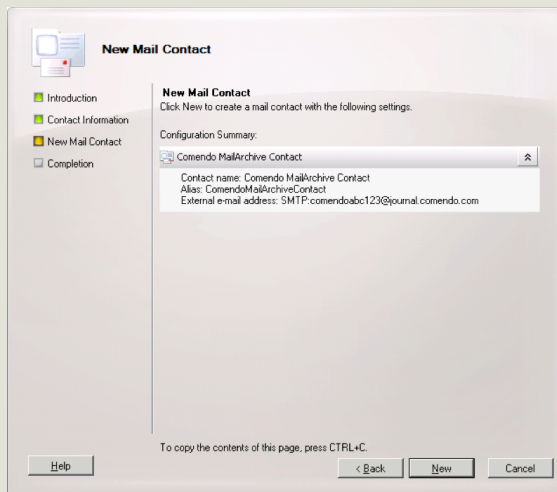 New Mail Contact
Introduction
Contact Information
New Mail Contact
Completion
New Mail Contact
Click New to create a mail contact with the following settings.
Configuration Summary:
Comendo MailArchive Contact
Contact name: Comendo MailArchive Contact
Alias: ComendoMailArchiveContact
External e-mail address: SMTP:comendoabc123@journal.comendo.com
To copy the contents of this page, press CTRL+C.
Help
< Back
New
Cancel